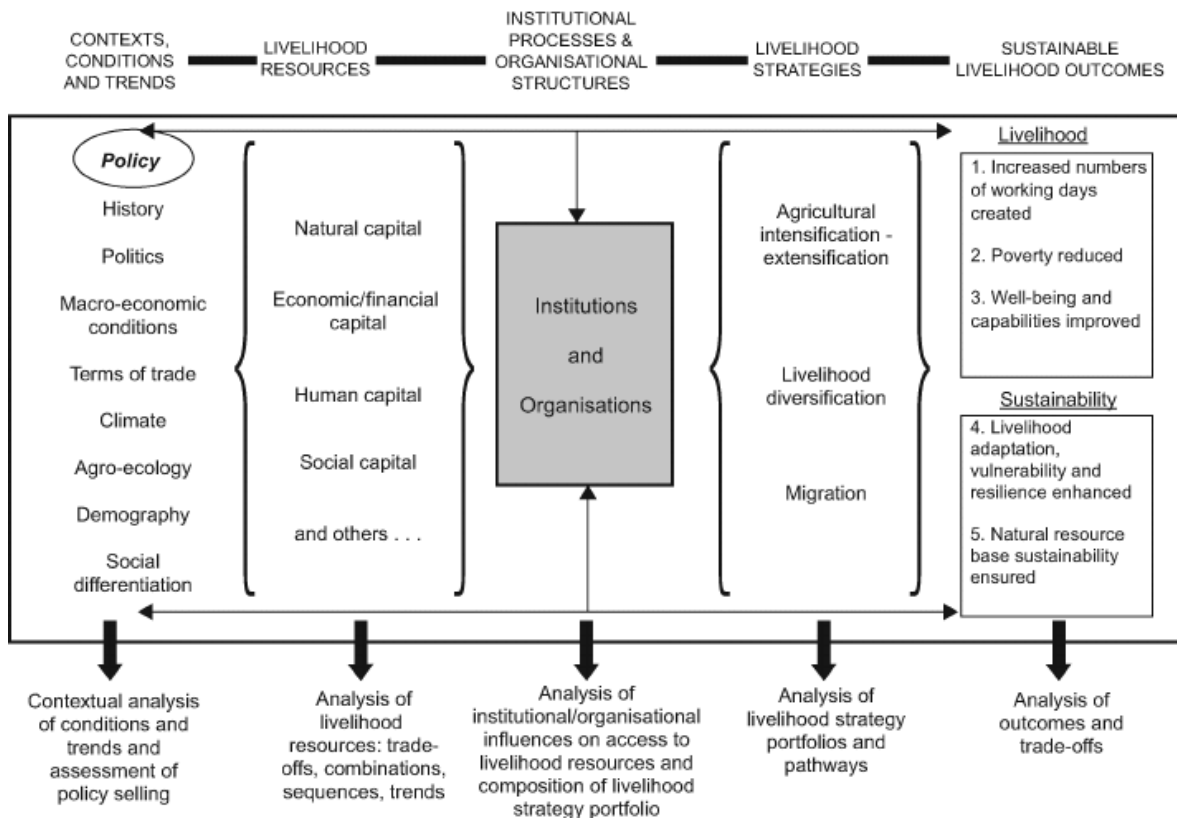 CONTEXTS,
CONDITIONS
AND TRENDS
LIVELIHOOD
RESOURCES
INSTITUTIONAL
PROCESSES &
ORGANISATIONAL
STRUCTURES
LIVELIHOOD
STRATEGIES
SUSTAINABLE
LIVELIHOOD OUTCOMES
Policy
History
Politics
Macro-economic
conditions
Terms of trade
Climate
Agro-ecology
Demography
Social
differentiation
Natural capital
Economic/financial
capital
Human capital
Social capital
and others . . .
Institutions
and
Organisations
Agricultural
intensification -
extensification
Livelihood
diversification
Migration
Livelihood
1. Increased numbers
of working days
created
2. Poverty reduced
3. Well-being and
capabilities improved
Sustainability
4. Livelihood
adaptation,
vulnerability and
resilience enhanced
5. Natural resource
base sustainability
ensured
Contextual analysis
of conditions and
trends and
assessment of
policy selling
Analysis of
livelihood
resources: trade-
offs, combinations,
sequences, trends
Analysis of
institutional/organisational
influences on access to
livelihood resources and
composition of livelihood
strategy portfolio
Analysis of
livelihood strategy
portfolios and
pathways
Analysis of
outcomes and
trade-offs